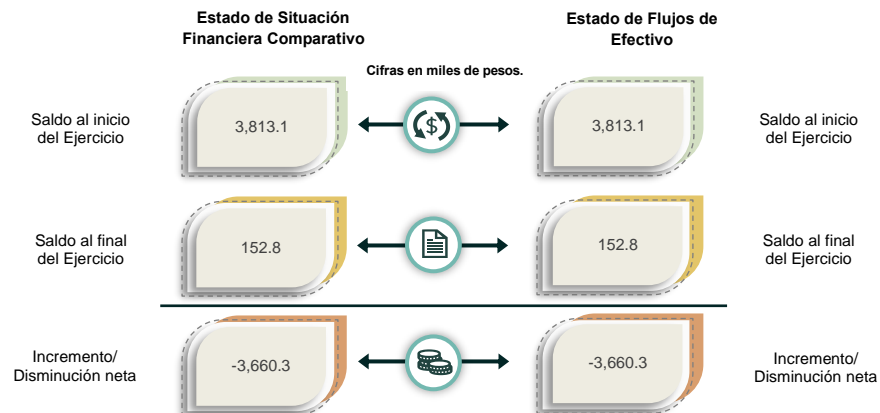 Estado de Situación
Financiera Comparativo
Estado de Flujos de
Efectivo
Cifras en miles de pesos.
Saldo al inicio
del Ejercicio
3,813.1
$
3,813.1
Saldo al inicio
del Ejercicio
Saldo al final
del Ejercicio
152.8
152.8
Saldo al final
del Ejercicio
Incremento/
Disminución neta
-3,660.3
-3,660.3
Incremento/
Disminución neta